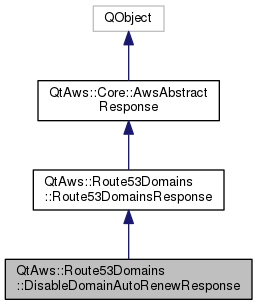 QObject
QtAws::Core::AwsAbstract
Response
QtAws::Route53Domains
::Route53DomainsResponse
QtAws::Route53Domains
::DisableDomainAutoRenewResponse